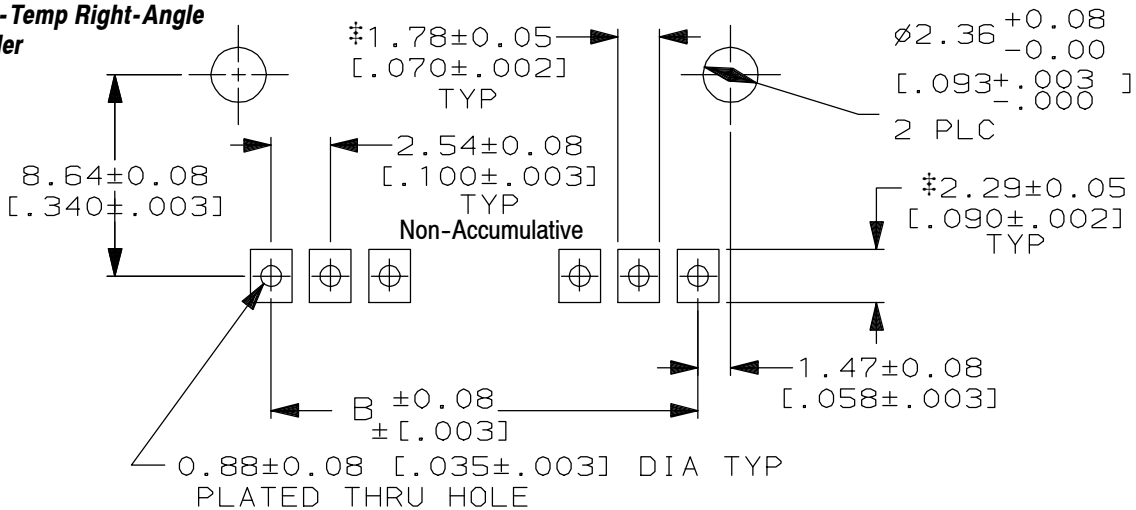 -Temp Right-Angle
der
‡1.78±0.05
[.070±.002]
TYP
⌀2.36 +0.08
-0.00
[.093+.003 ]
-.000
2 PLC
2.54±0.08
[.100±.003]
TYP
Non-Accumulative
8.64±0.08
[.340±.003]
‡2.29±0.05
[.090±.002]
TYP
1.47±0.08
[.058±.003]
B ±0.08
±[.003]
0.88±0.08 [.035±.003] DIA TYP
PLATED THRU HOLE